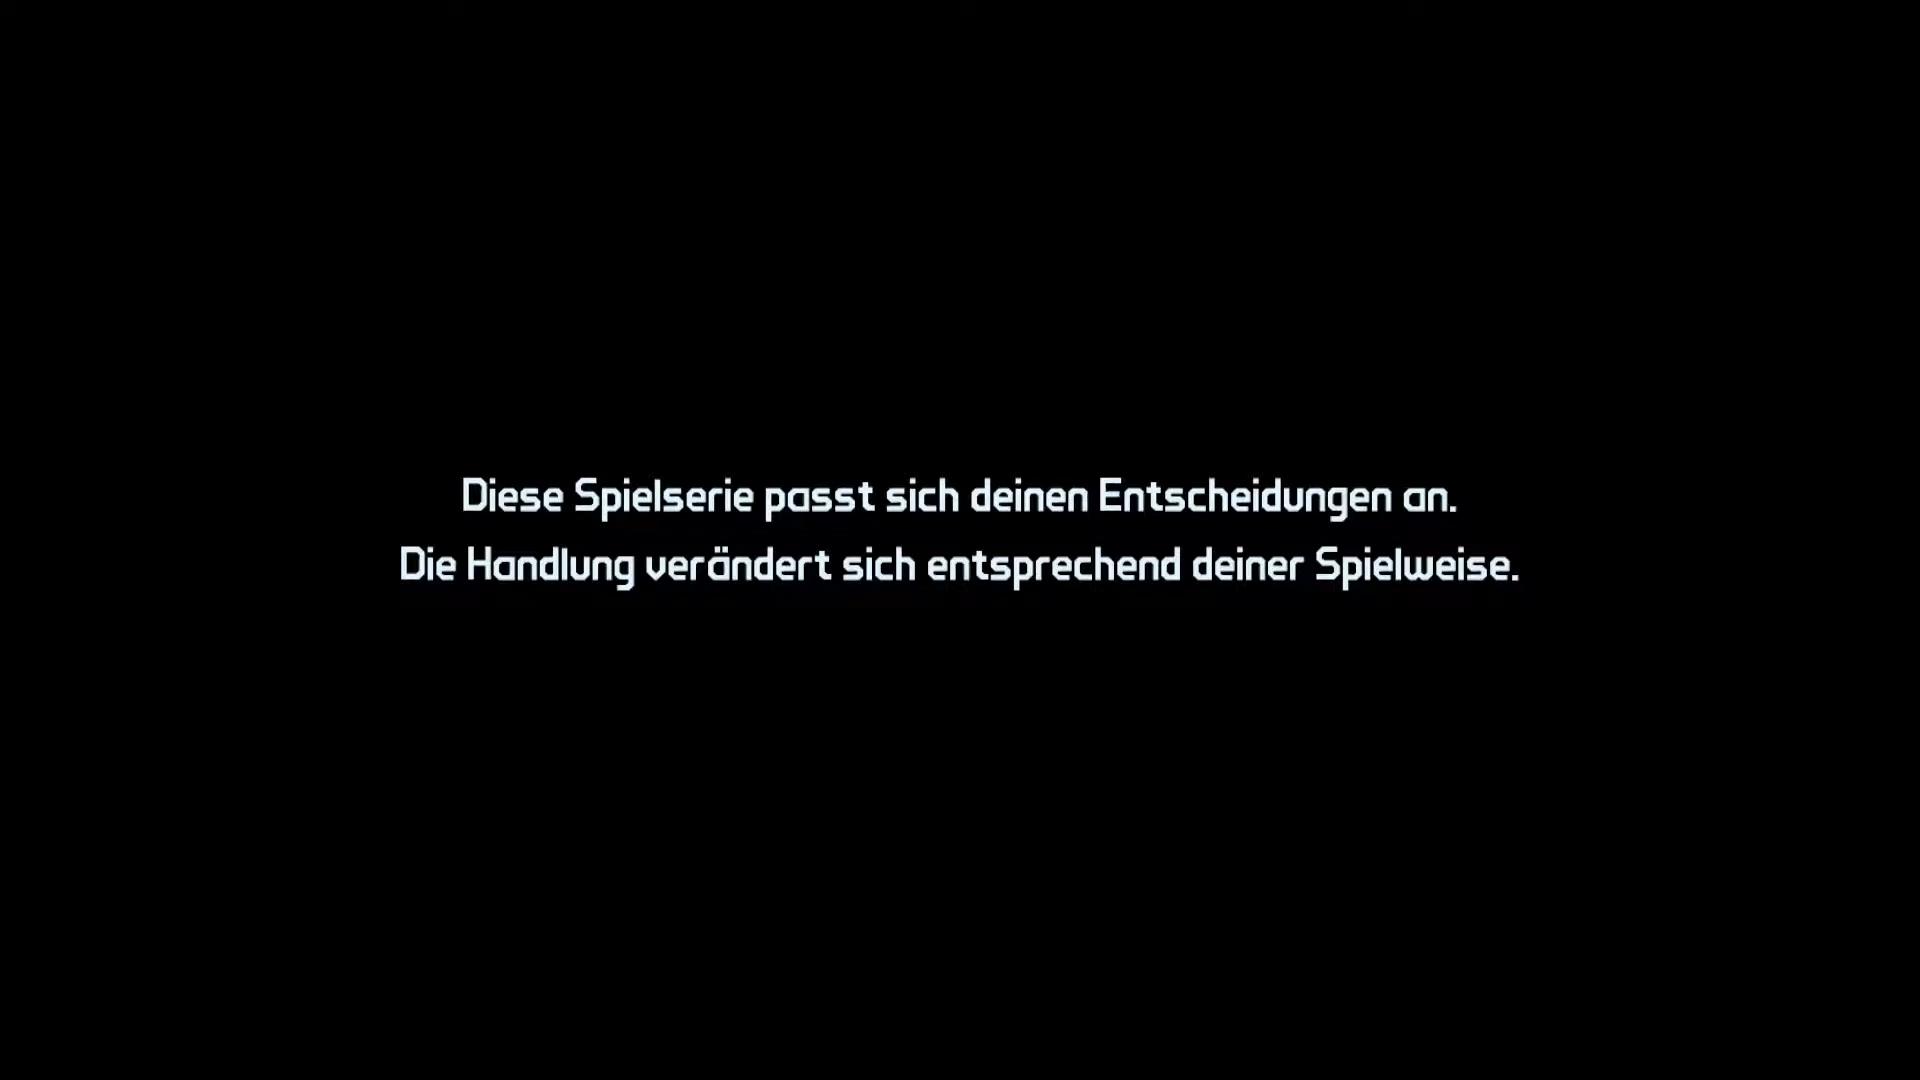 Diese Spielserie passt sich deinen Entscheidungen an.
Die Handlung verändert sich entsprechend deiner Spielweise.